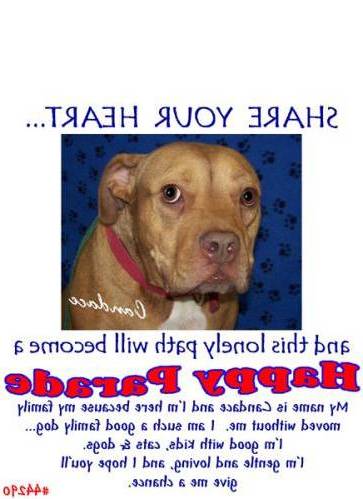 SHARE YOUR HEART...
Candace
and this lonely path will become a
Happy Parade
My name is Candace and I'm here because my family
moved without me. I am such a good family dog...
I'm good with kids, cats & dogs.
I'm gentle and loving and I hope you'll
give me a chance.
#44290